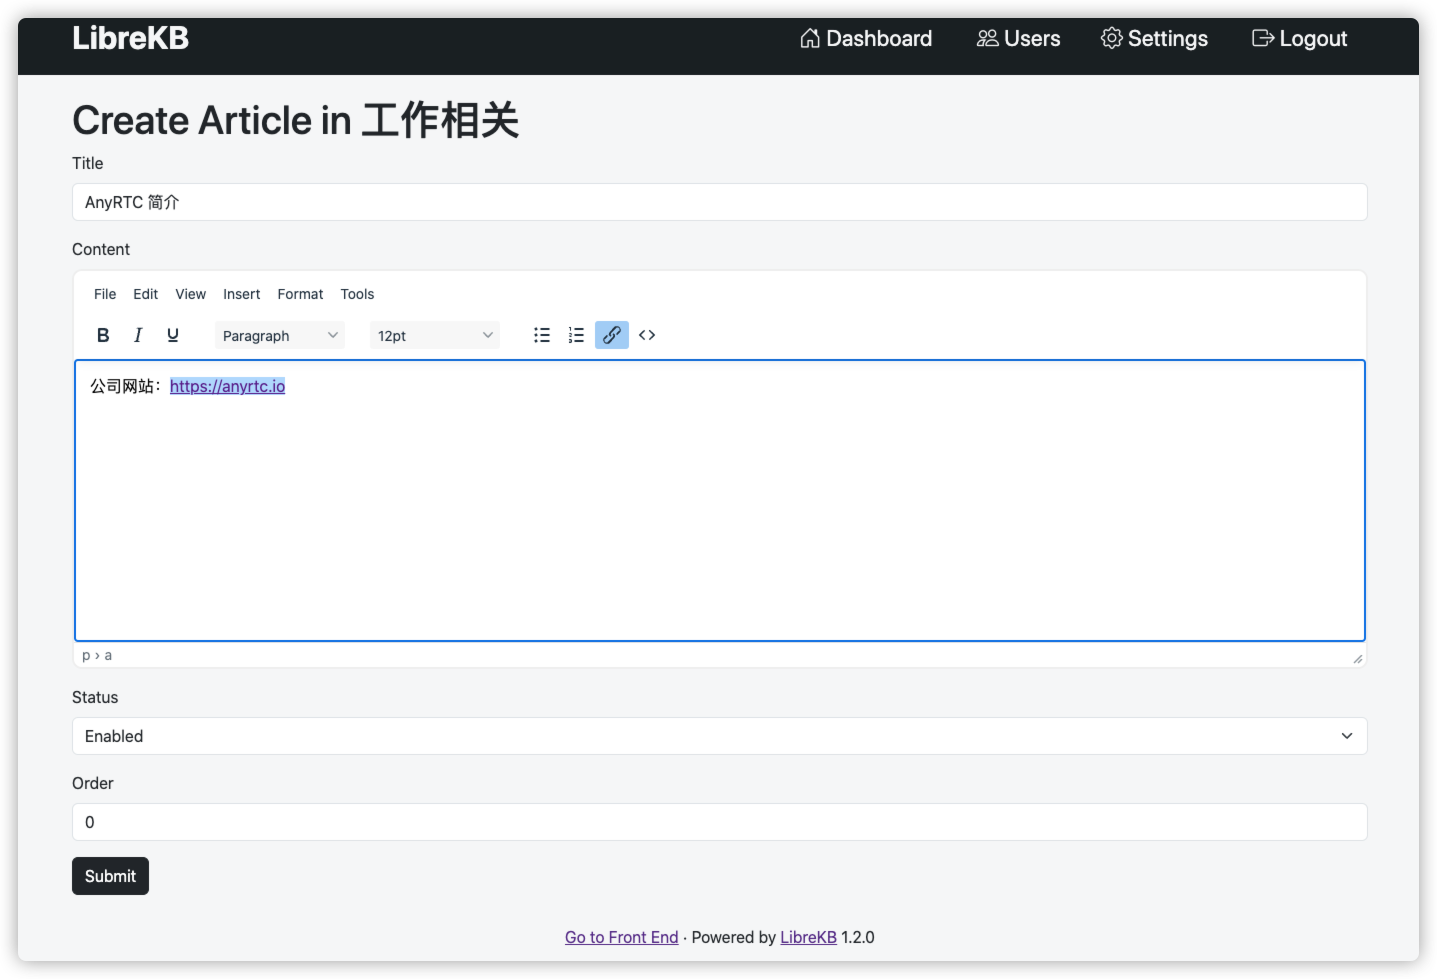 LibreKB
Dashboard Users Settings Logout
Create Article in 工作相关
Title
AnyRTC 简介
Content
File Edit View Insert Format Tools
B I U Paragraph 12pt
公司网站：https://anyrtc.io
p › a
Status
Enabled
Order
0
Submit
Go to Front End · Powered by LibreKB 1.2.0